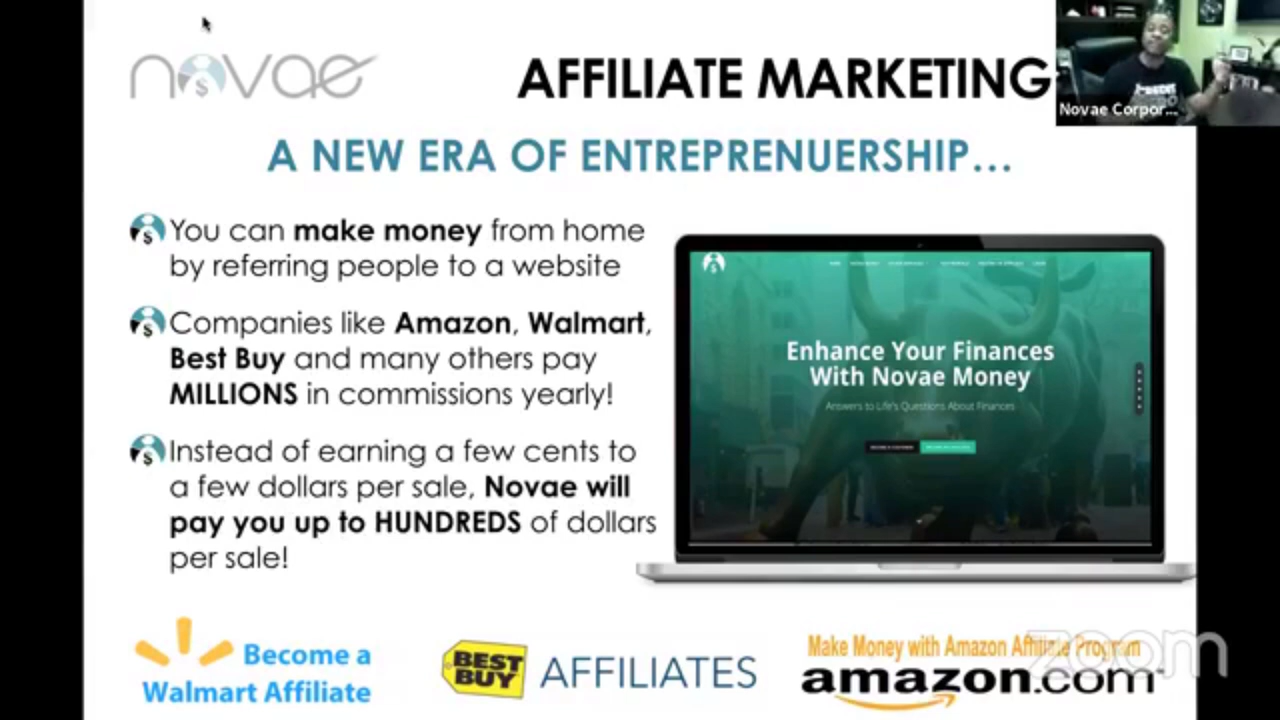 novae
AFFILIATE MARKETING
Novae Corpor...
A NEW ERA OF ENTREPRENUERSHIP...
You can make money from home
by referring people to a website
Companies like Amazon, Walmart,
Best Buy and many others pay
MILLIONS in commissions yearly!
Instead of earning a few cents to
a few dollars per sale, Novae will
pay you up to HUNDREDS of dollars
per sale!
Enhance Your Finances
With Novae Money
Answers to Life's Questions About Finances
Become a
Walmart Affiliate
BEST
BUY
AFFILIATES
Make Money with Amazon Affiliate Program
amazon.com
zoom